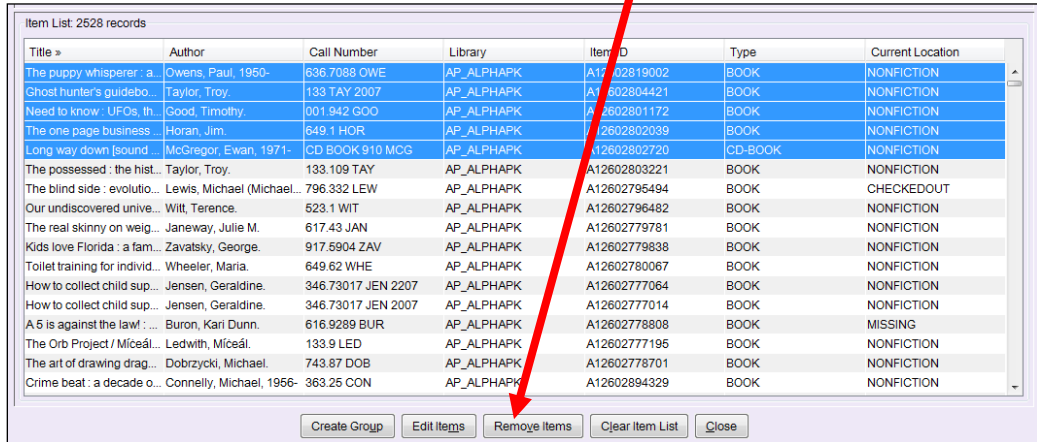 Item List: 2528 records
Title » Author Call Number Library Item ID Type Current Location
The puppy whisperer : a... Owens, Paul, 1950- 636.7088 OWE AP_ALPHAPK A12602819002 BOOK NONFICTION
Ghost hunter's guidebo... Taylor, Troy. 133 TAY 2007 AP_ALPHAPK A12602804421 BOOK NONFICTION
Need to know : UFOs, th... Good, Timothy. 001.942 GOO AP_ALPHAPK A12602801172 BOOK NONFICTION
The one page business ... Horan, Jim. 649.1 HOR AP_ALPHAPK A12602802039 BOOK NONFICTION
Long way down [sound ... McGregor, Ewan, 1971- CD BOOK 910 MCG AP_ALPHAPK A12602802720 CD-BOOK NONFICTION
The possessed : the hist... Taylor, Troy. 133.109 TAY AP_ALPHAPK A12602803221 BOOK NONFICTION
The blind side : evolutio... Lewis, Michael (Michael... 796.332 LEW AP_ALPHAPK A12602795494 BOOK CHECKEDOUT
Our undiscovered unive... Witt, Terence. 523.1 WIT AP_ALPHAPK A12602796482 BOOK NONFICTION
The real skinny on weig... Janeway, Julie M. 617.43 JAN AP_ALPHAPK A12602779781 BOOK NONFICTION
Kids love Florida : a fam... Zavatsky, George. 917.5904 ZAV AP_ALPHAPK A12602779838 BOOK NONFICTION
Toilet training for individ... Wheeler, Maria. 649.62 WHE AP_ALPHAPK A12602780067 BOOK NONFICTION
How to collect child sup... Jensen, Geraldine. 346.73017 JEN 2207 AP_ALPHAPK A12602777064 BOOK NONFICTION
How to collect child sup... Jensen, Geraldine. 346.73017 JEN 2007 AP_ALPHAPK A12602777014 BOOK NONFICTION
A 5 is against the law! : ... Buron, Kari Dunn. 616.9289 BUR AP_ALPHAPK A12602778808 BOOK MISSING
The Orb Project / Míċeál... Ledwith, Míċeál. 133.9 LED AP_ALPHAPK A12602777195 BOOK NONFICTION
The art of drawing drag... Dobrzycki, Michael. 743.87 DOB AP_ALPHAPK A12602778701 BOOK NONFICTION
Crime beat : a decade o... Connelly, Michael, 1956- 363.25 CON AP_ALPHAPK A12602894329 BOOK NONFICTION
Create Group Edit Items Remove Items Clear Item List Close